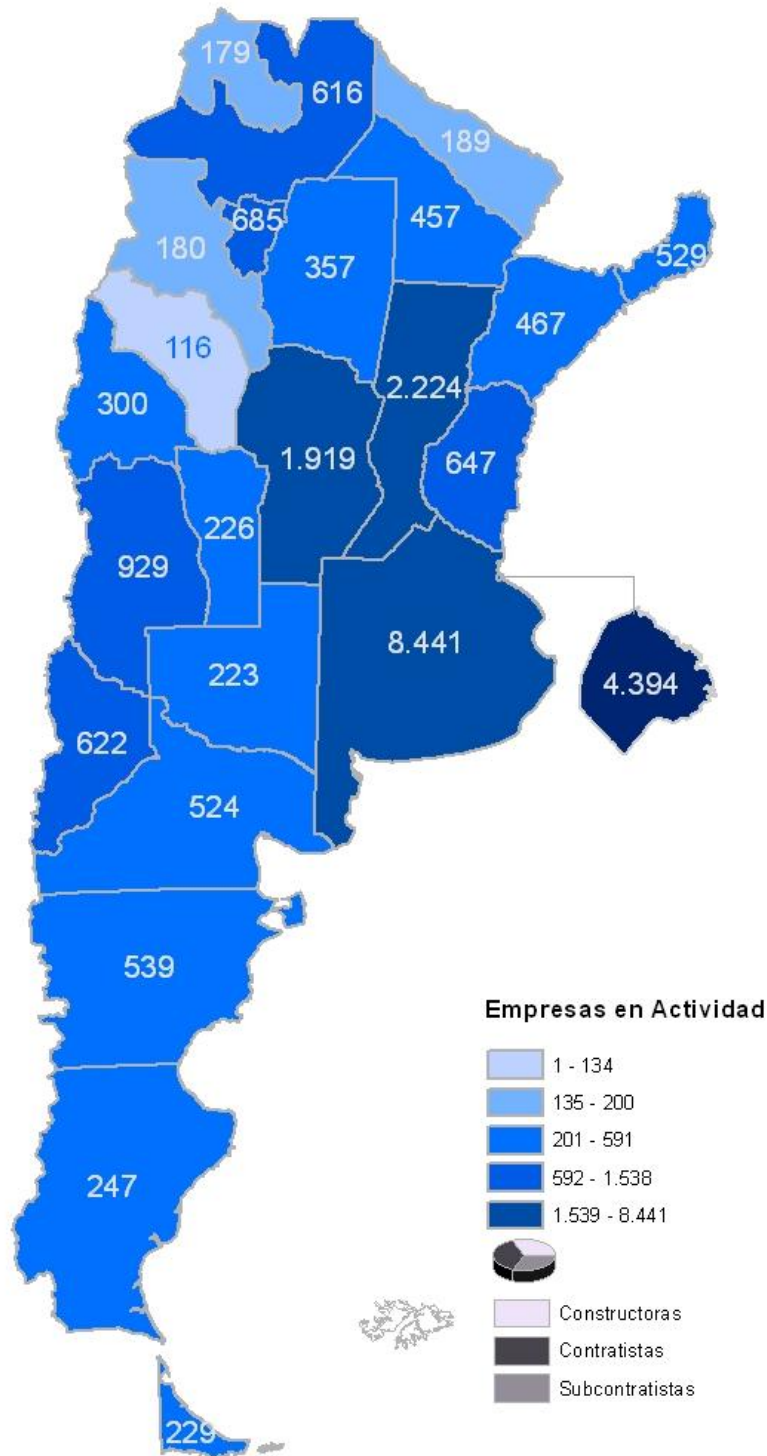 179
616
189
685
457
180
357
529
467
116
2.224
300
1.919
647
226
929
8.441
223
4.394
622
524
539
247
229
Empresas en Actividad
1 - 134
135 - 200
201 - 591
592 - 1.538
1.539 - 8.441
Constructoras
Contratistas
Subcontratistas